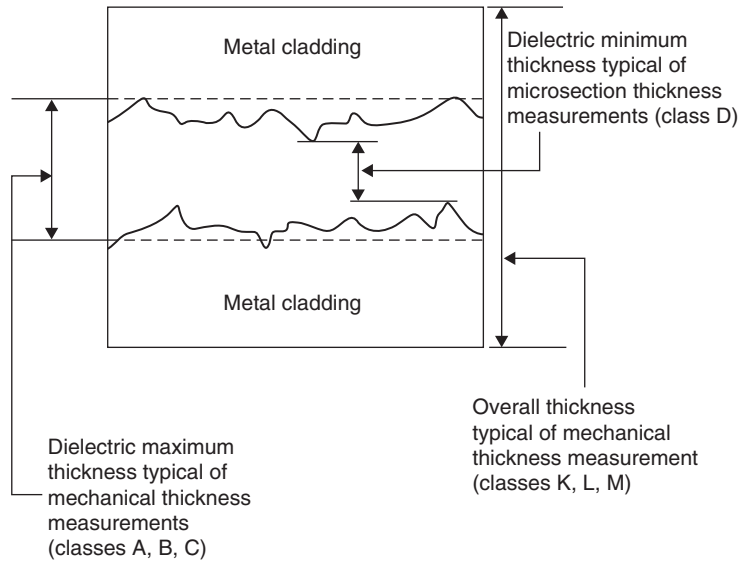 Metal cladding
Dielectric minimum
thickness typical of
microsection thickness
measurements (class D)
Metal cladding
Overall thickness
typical of mechanical
thickness measurement
(classes K, L, M)
Dielectric maximum
thickness typical of
mechanical thickness
measurements
(classes A, B, C)